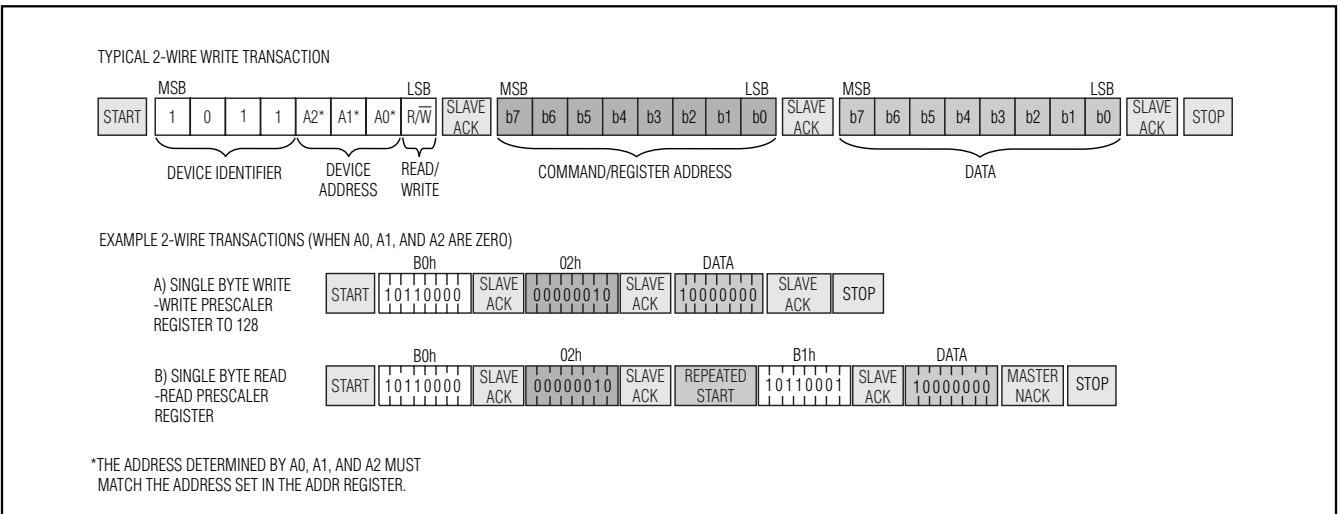 TYPICAL 2-WIRE WRITE TRANSACTION
MSB LSB MSB LSB MSB LSB
START 1 0 1 1 A2* A1* A0* R/W̅ SLAVE ACK b7 b6 b5 b4 b3 b2 b1 b0 SLAVE ACK b7 b6 b5 b4 b3 b2 b1 b0 SLAVE ACK STOP
DEVICE IDENTIFIER DEVICE ADDRESS READ/WRITE COMMAND/REGISTER ADDRESS DATA
EXAMPLE 2-WIRE TRANSACTIONS (WHEN A0, A1, AND A2 ARE ZERO)
B0h 02h DATA
A) SINGLE BYTE WRITE
-WRITE PRESCALER
REGISTER TO 128
START 10110000 SLAVE ACK 00000010 SLAVE ACK 10000000 SLAVE ACK STOP
B0h 02h B1h DATA
B) SINGLE BYTE READ
-READ PRESCALER
REGISTER
START 10110000 SLAVE ACK 00000010 SLAVE ACK REPEATED START 10110001 SLAVE ACK 10000000 MASTER NACK STOP
*THE ADDRESS DETERMINED BY A0, A1, AND A2 MUST
MATCH THE ADDRESS SET IN THE ADDR REGISTER.